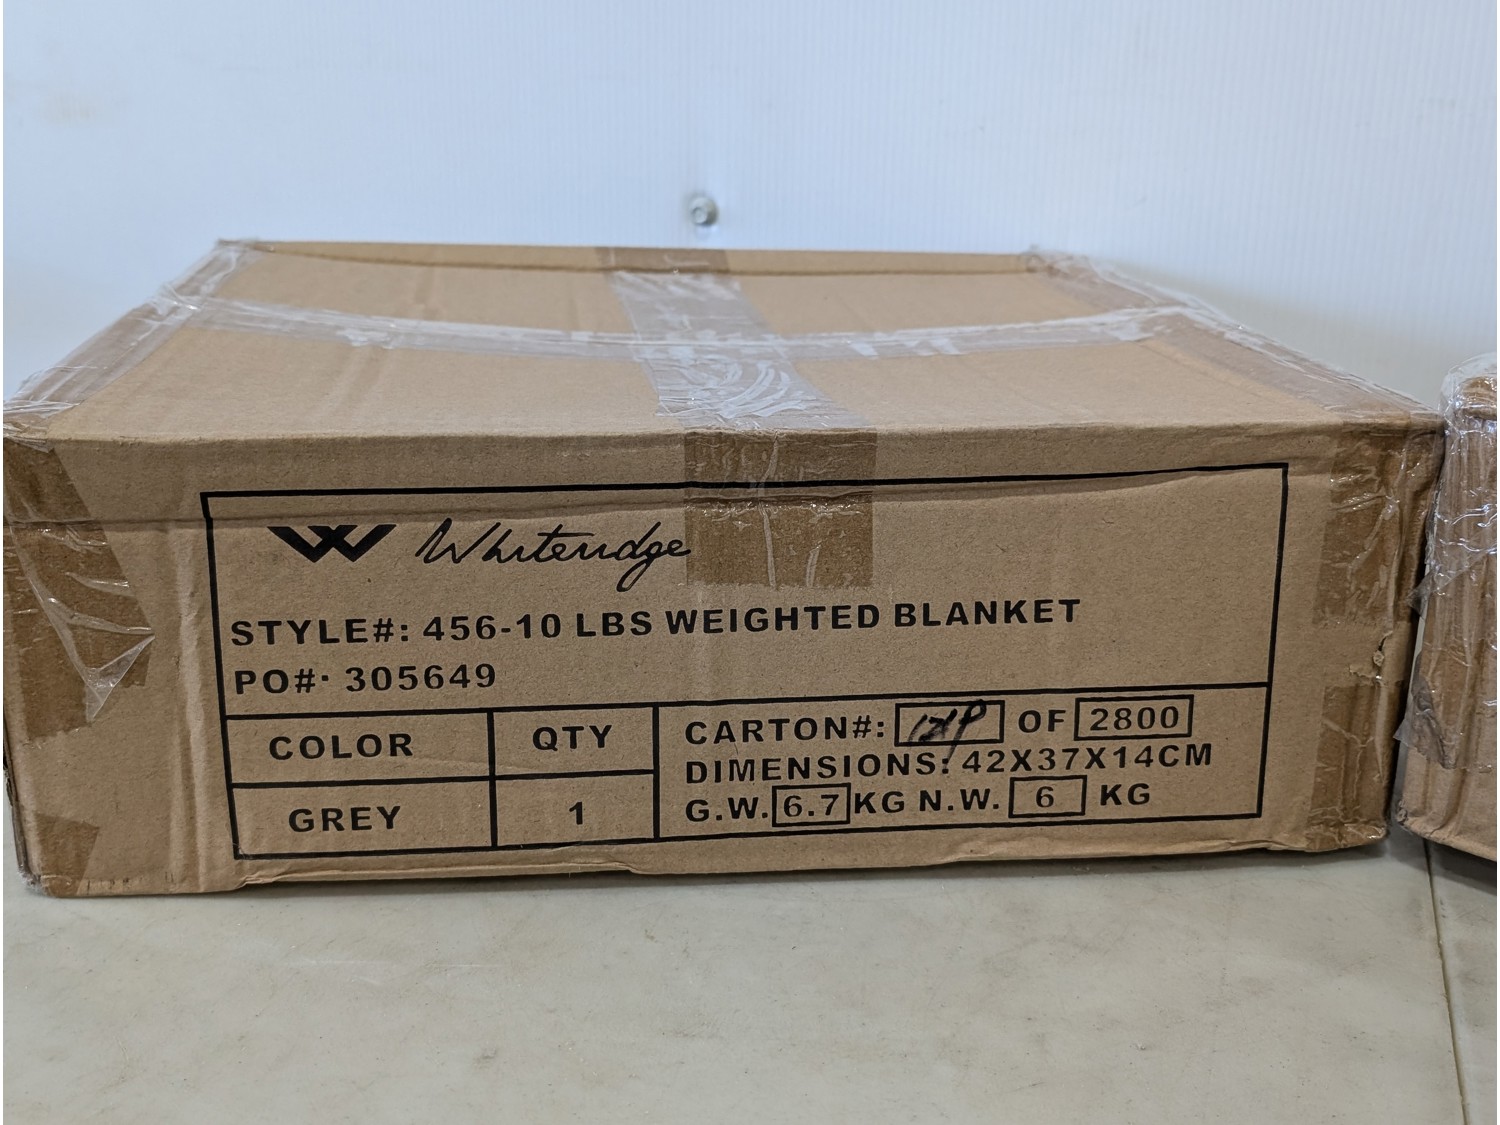 W Whiteridge
STYLE#: 456-10 LBS WEIGHTED BLANKET
PO#: 305649
COLOR QTY
GREY 1
CARTON#: OF 2800
DIMENSIONS: 42X37X14CM
G.W. 6.7 KG N.W. 6 KG